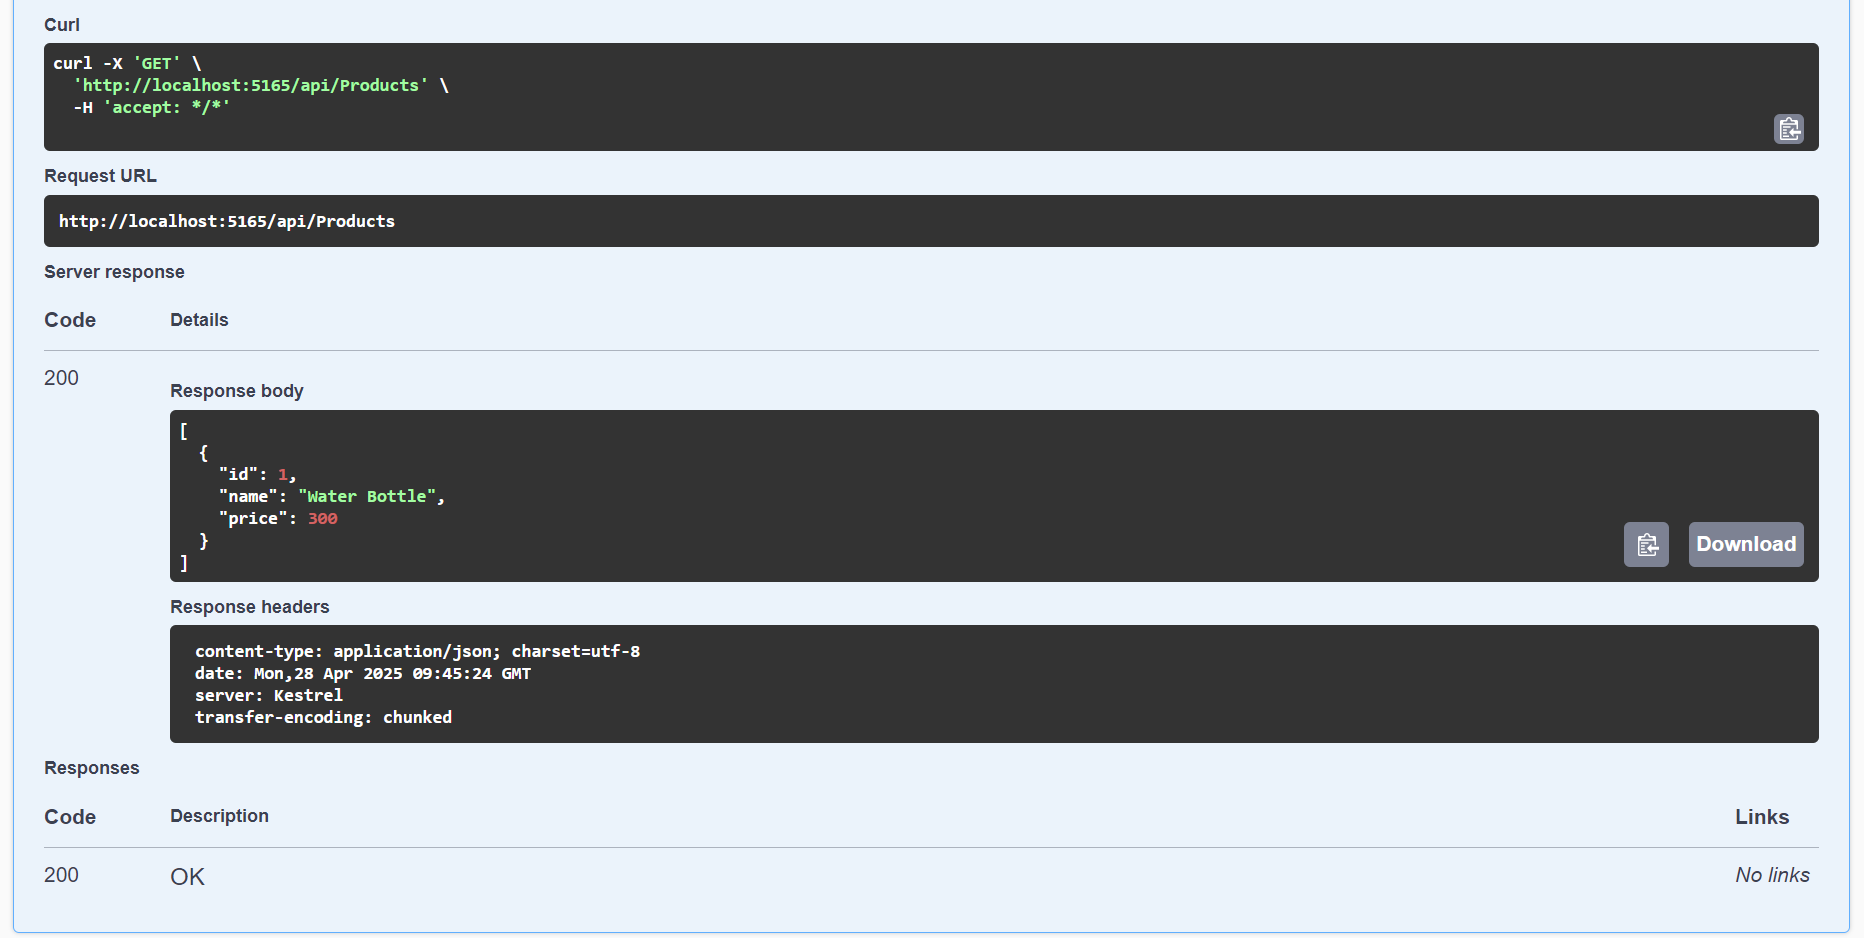 Curl
curl -X 'GET' \
  'http://localhost:5165/api/Products' \
  -H 'accept: */*'
Request URL
http://localhost:5165/api/Products
Server response
Code Details
200
Response body
[
  {
    "id": 1,
    "name": "Water Bottle",
    "price": 300
  }
]
Download
Response headers
content-type: application/json; charset=utf-8
date: Mon,28 Apr 2025 09:45:24 GMT
server: Kestrel
transfer-encoding: chunked
Responses
Code Description Links
200 OK No links